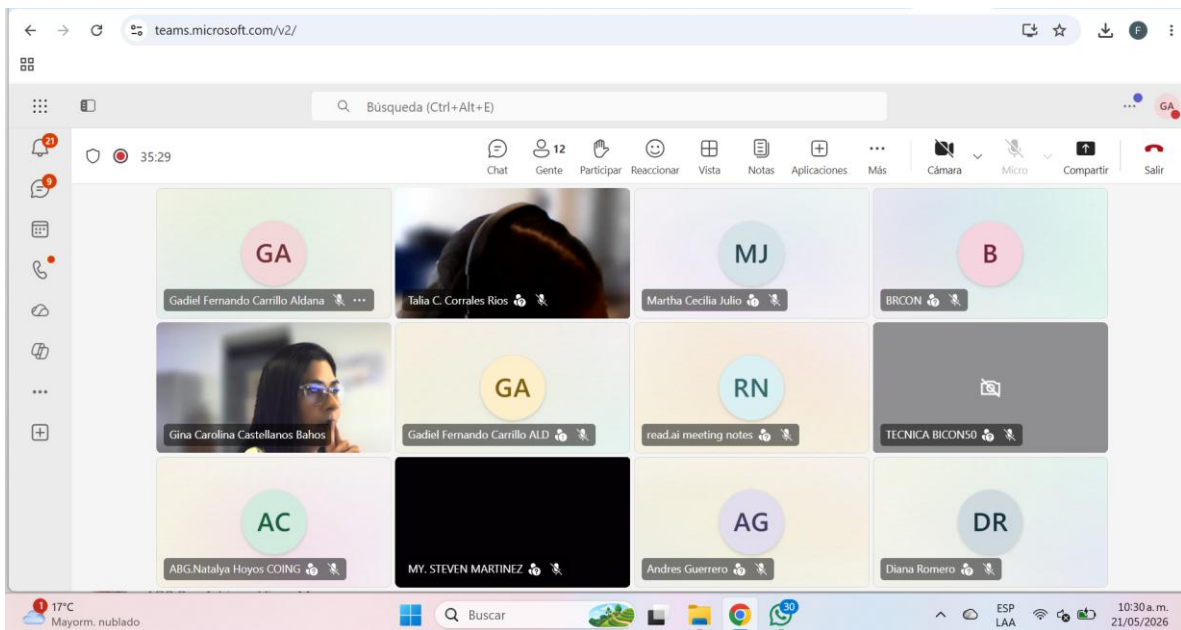 teams.microsoft.com/v2/
F
Búsqueda (Ctrl+Alt+E)
GA
21
35:29
12
Chat
Gente
Participar
Reaccionar
Vista
Notas
Aplicaciones
Más
Cámara
Micro
Compartir
Salir
9
GA
Gadiel Fernando Carrillo Aldana
Talia C. Corrales Rios
MJ
Martha Cecilia Julio
B
BRCON
Gina Carolina Castellanos Bahos
GA
Gadiel Fernando Carrillo ALD
RN
read.ai meeting notes
TECNICA BICON50
AC
ABG.Natalya Hoyos COING
MY. STEVEN MARTINEZ
AG
Andres Guerrero
DR
Diana Romero
1
17°C
Mayorm. nublado
Buscar
30
ESP
LAA
10:30 a. m.
21/05/2026